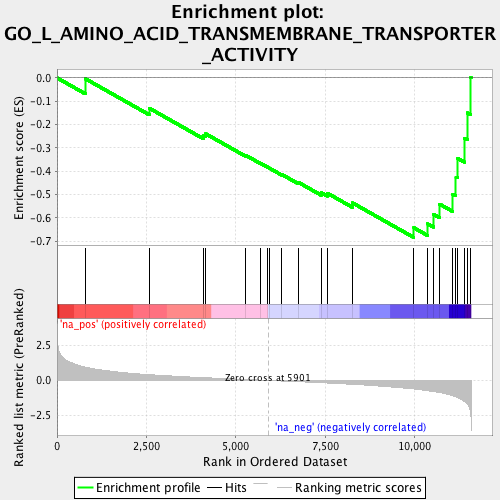 Enrichment plot:
GO_L_AMINO_ACID_TRANSMEMBRANE_TRANSPORTER
_ACTIVITY
Enrichment score (ES)
0.0
-0.1
-0.2
-0.3
-0.4
-0.5
-0.6
-0.7
'na_pos' (positively correlated)
Ranked list metric (PreRanked)
2.5
0.0
-2.5
Zero cross at 5901
'na_neg' (negatively correlated)
0
2,500
5,000
7,500
10,000
Rank in Ordered Dataset
Enrichment profile
Hits
Ranking metric scores